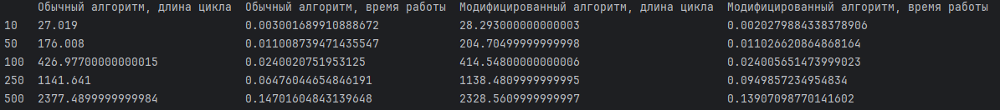 Обычный алгоритм, длина цикла Обычный алгоритм, время работы Модифицированный алгоритм, длина цикла Модифицированный алгоритм, время работы
10 27.019 0.003001689910888672 28.293000000000003 0.0020279884338378906
50 176.008 0.011008739471435547 204.70499999999998 0.011026620864868164
100 426.97700000000015 0.0240020751953125 414.54800000000006 0.024005651473999023
250 1141.641 0.06476044654846191 1138.4809999999995 0.0949857234954834
500 2377.4899999999984 0.14701604843139648 2328.5609999999997 0.13907098770141602